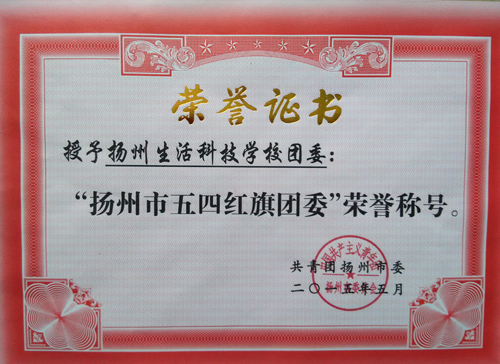 荣誉证书
授予扬州生活科技学校团委：
“扬州市五四红旗团委”荣誉称号。
共青团扬州市委
二〇一五年五月